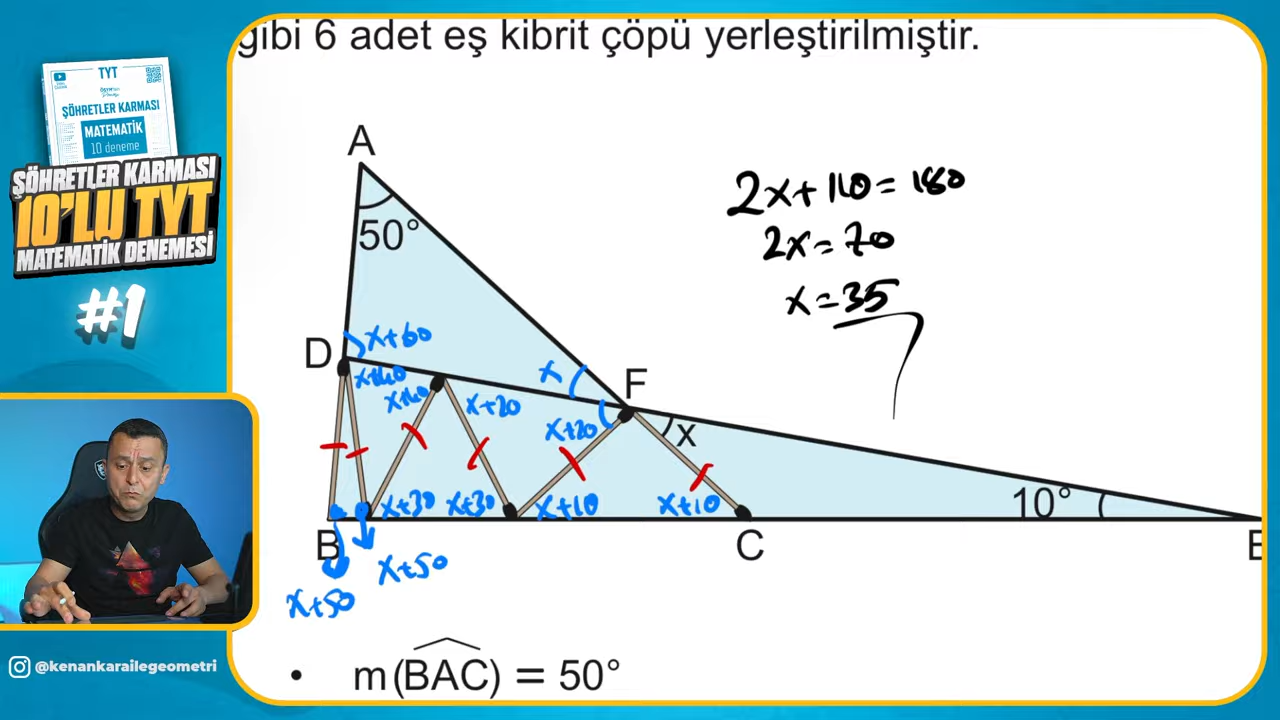 gibi 6 adet eş kibrit çöpü yerleştirilmiştir.
TYT
ŞÖHRETLER KARMASI
MATEMATİK
10 deneme
ŞÖHRETLER KARMASI
10'LU TYT
MATEMATİK DENEMESİ
#1
A
50°
2x+110=180
2x=70
x=35
D
x+60
x+40
x+40
x+20
x
F
x+20
x
x+30
x+30
x+10
x+10
10°
B
C
E
x+50
x+50
@kenankarailegeometri
• m(BAC) = 50°